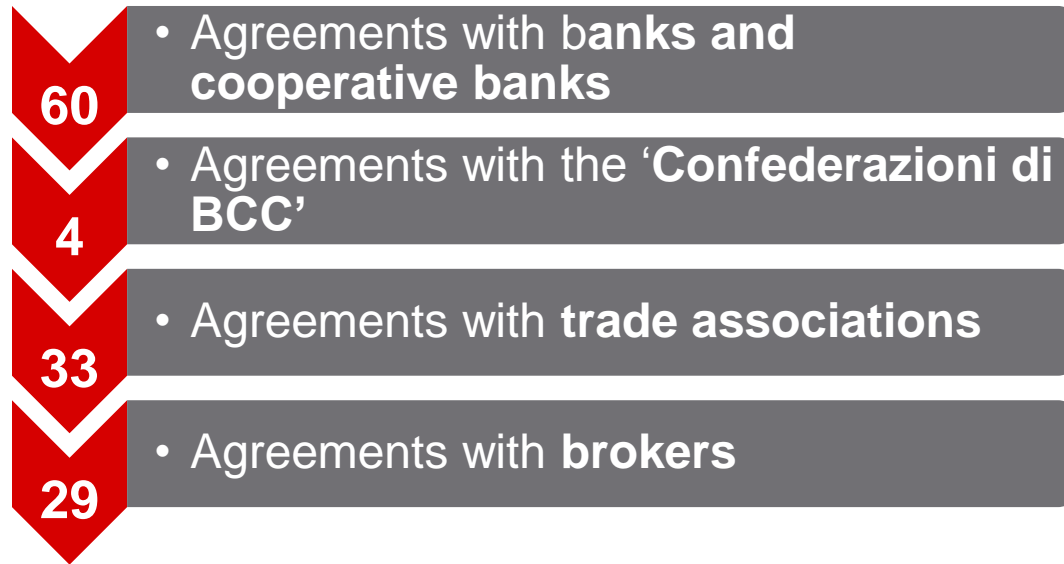 • Agreements with banks and
cooperative banks
60
• Agreements with the ‘Confederazioni di
BCC’
4
• Agreements with trade associations
33
• Agreements with brokers
29